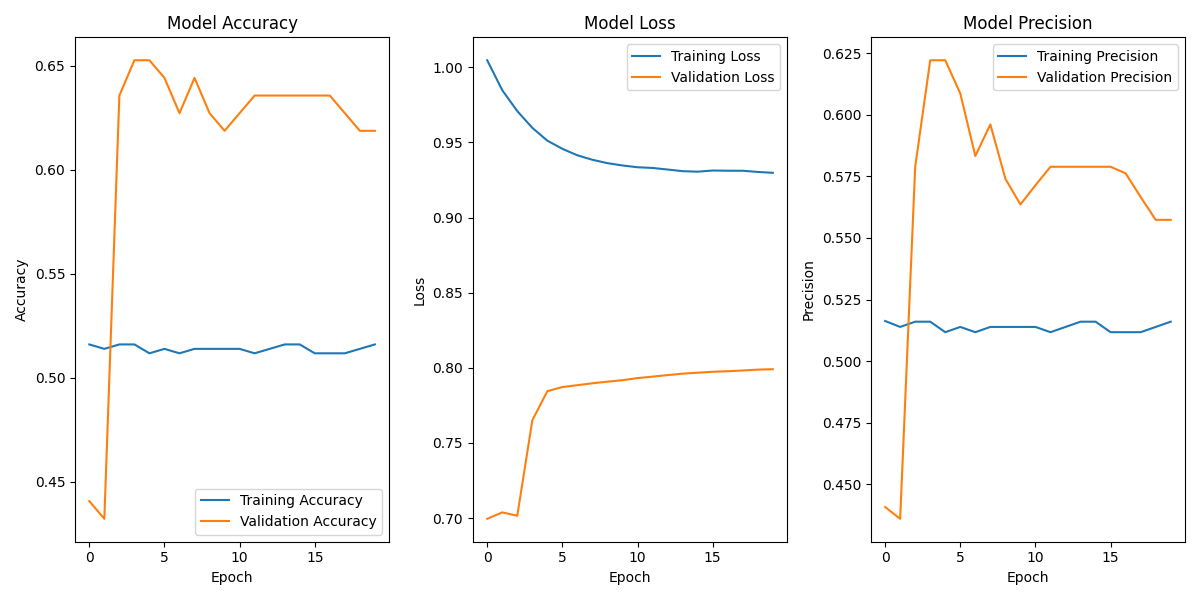 Model Accuracy
0.65
0.60
0.55
0.50
0.45
Accuracy
Training Accuracy
Validation Accuracy
0
5
10
15
Epoch
Model Loss
Training Loss
Validation Loss
1.00
0.95
0.90
0.85
0.80
0.75
0.70
Loss
0
5
10
15
Epoch
Model Precision
Training Precision
Validation Precision
0.625
0.600
0.575
0.550
0.525
0.500
0.475
0.450
Precision
0
5
10
15
Epoch